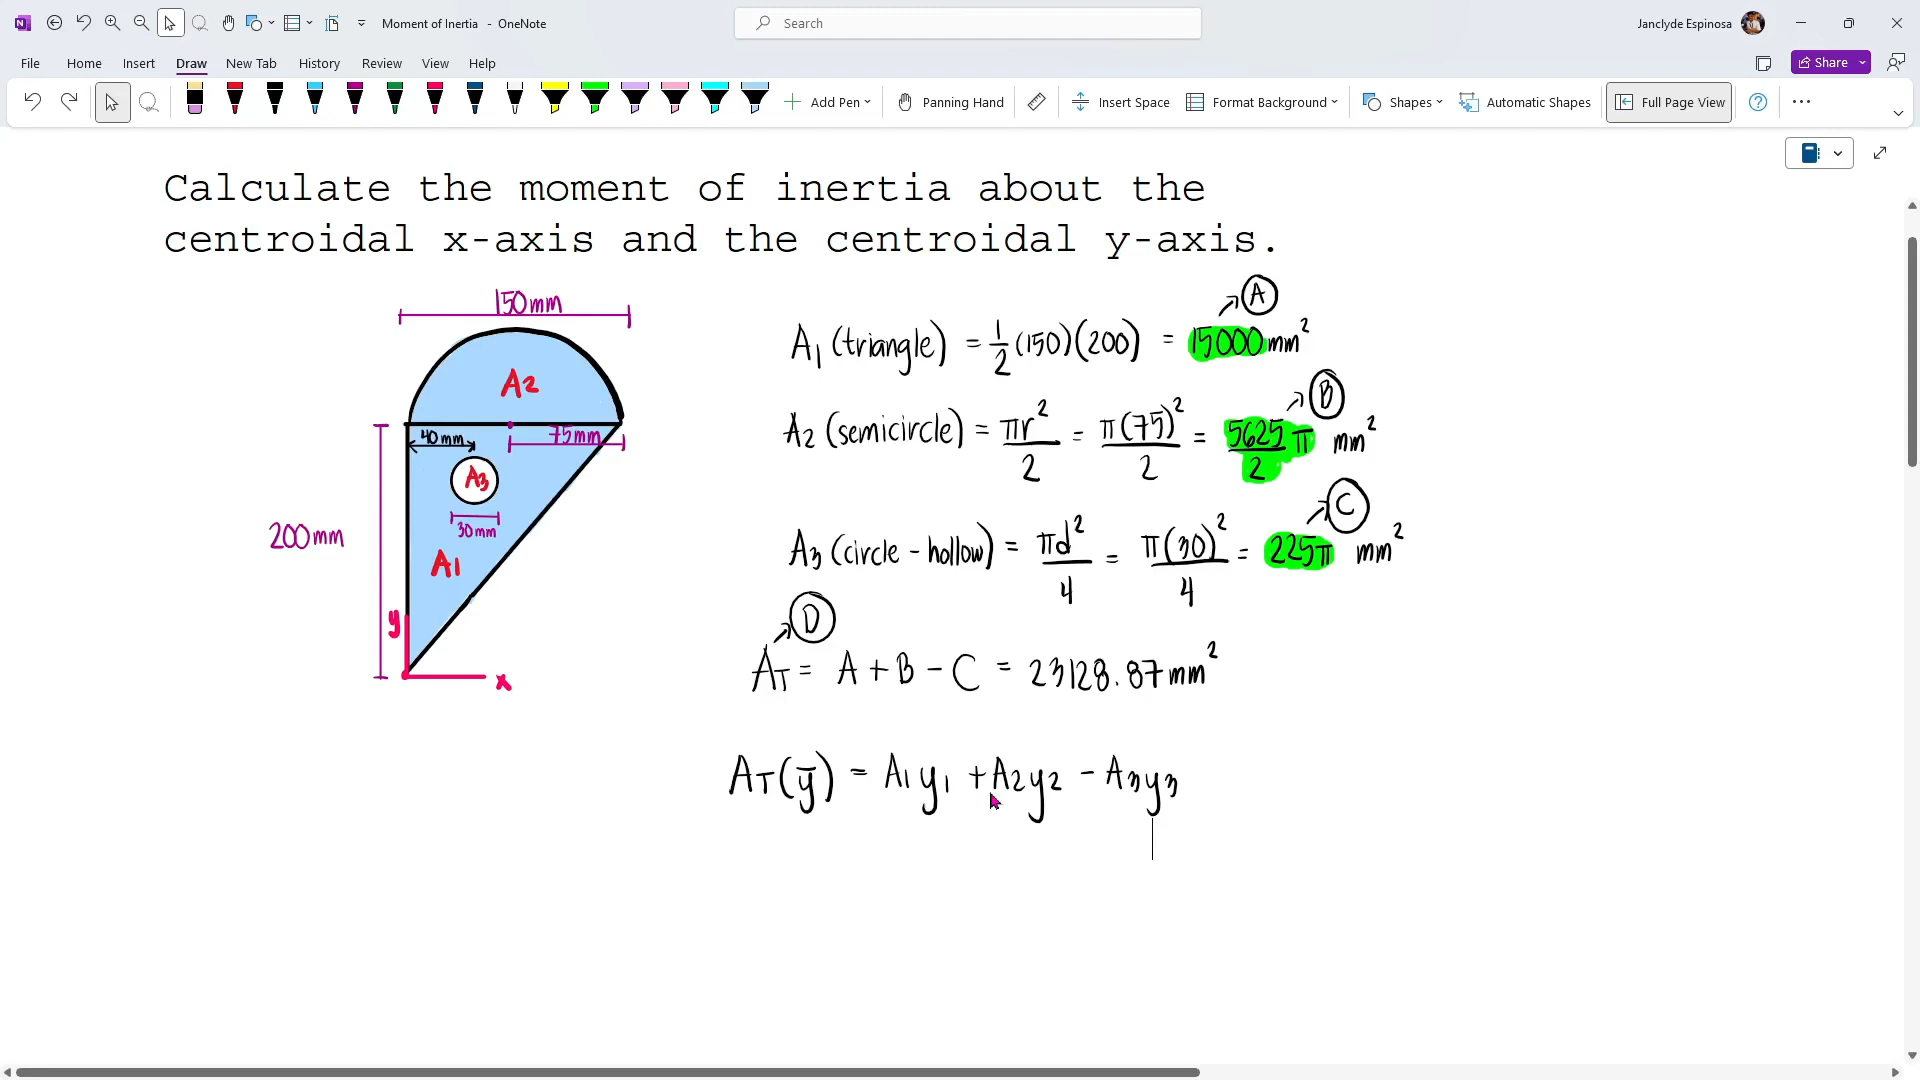 Moment of Inertia - OneNote
Search
Janclyde Espinosa
File Home Insert Draw New Tab History Review View Help
Share
Add Pen
Panning Hand
Insert Space
Format Background
Shapes
Automatic Shapes
Full Page View
Calculate the moment of inertia about the
centroidal x-axis and the centroidal y-axis.
150mm
A2
40mm
75mm
A3
30mm
200mm
A1
y
x
A
A₁ (triangle) = 1/2 (150)(200) = 15000 mm²
B
A₂ (semicircle) = πr²/2 = π(75)²/2 = 5625/2 π mm²
C
A₃ (circle - hollow) = πd²/4 = π(30)²/4 = 225π mm²
D
A_T = A + B - C = 23128.87 mm²
A_T(ȳ) = A₁y₁ + A₂y₂ - A₃y₃